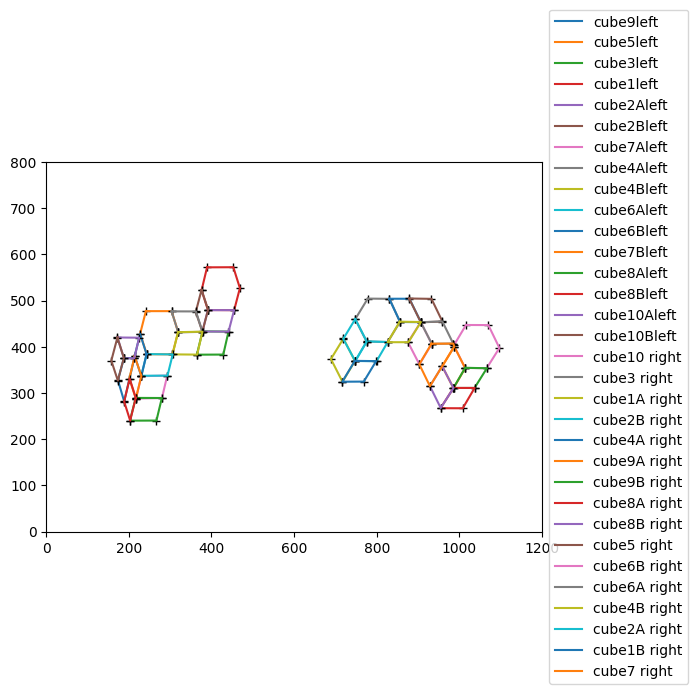 cube9left
cube5left
cube3left
cube1left
cube2Aleft
cube2Bleft
cube7Aleft
cube4Aleft
cube4Bleft
cube6Aleft
cube6Bleft
cube7Bleft
cube8Aleft
cube8Bleft
cube10Aleft
cube10Bleft
cube10 right
cube3 right
cube1A right
cube2B right
cube4A right
cube9A right
cube9B right
cube8A right
cube8B right
cube5 right
cube6B right
cube6A right
cube4B right
cube2A right
cube1B right
cube7 right
800
700
600
500
400
300
200
100
0
0 200 400 600 800 1000 1200